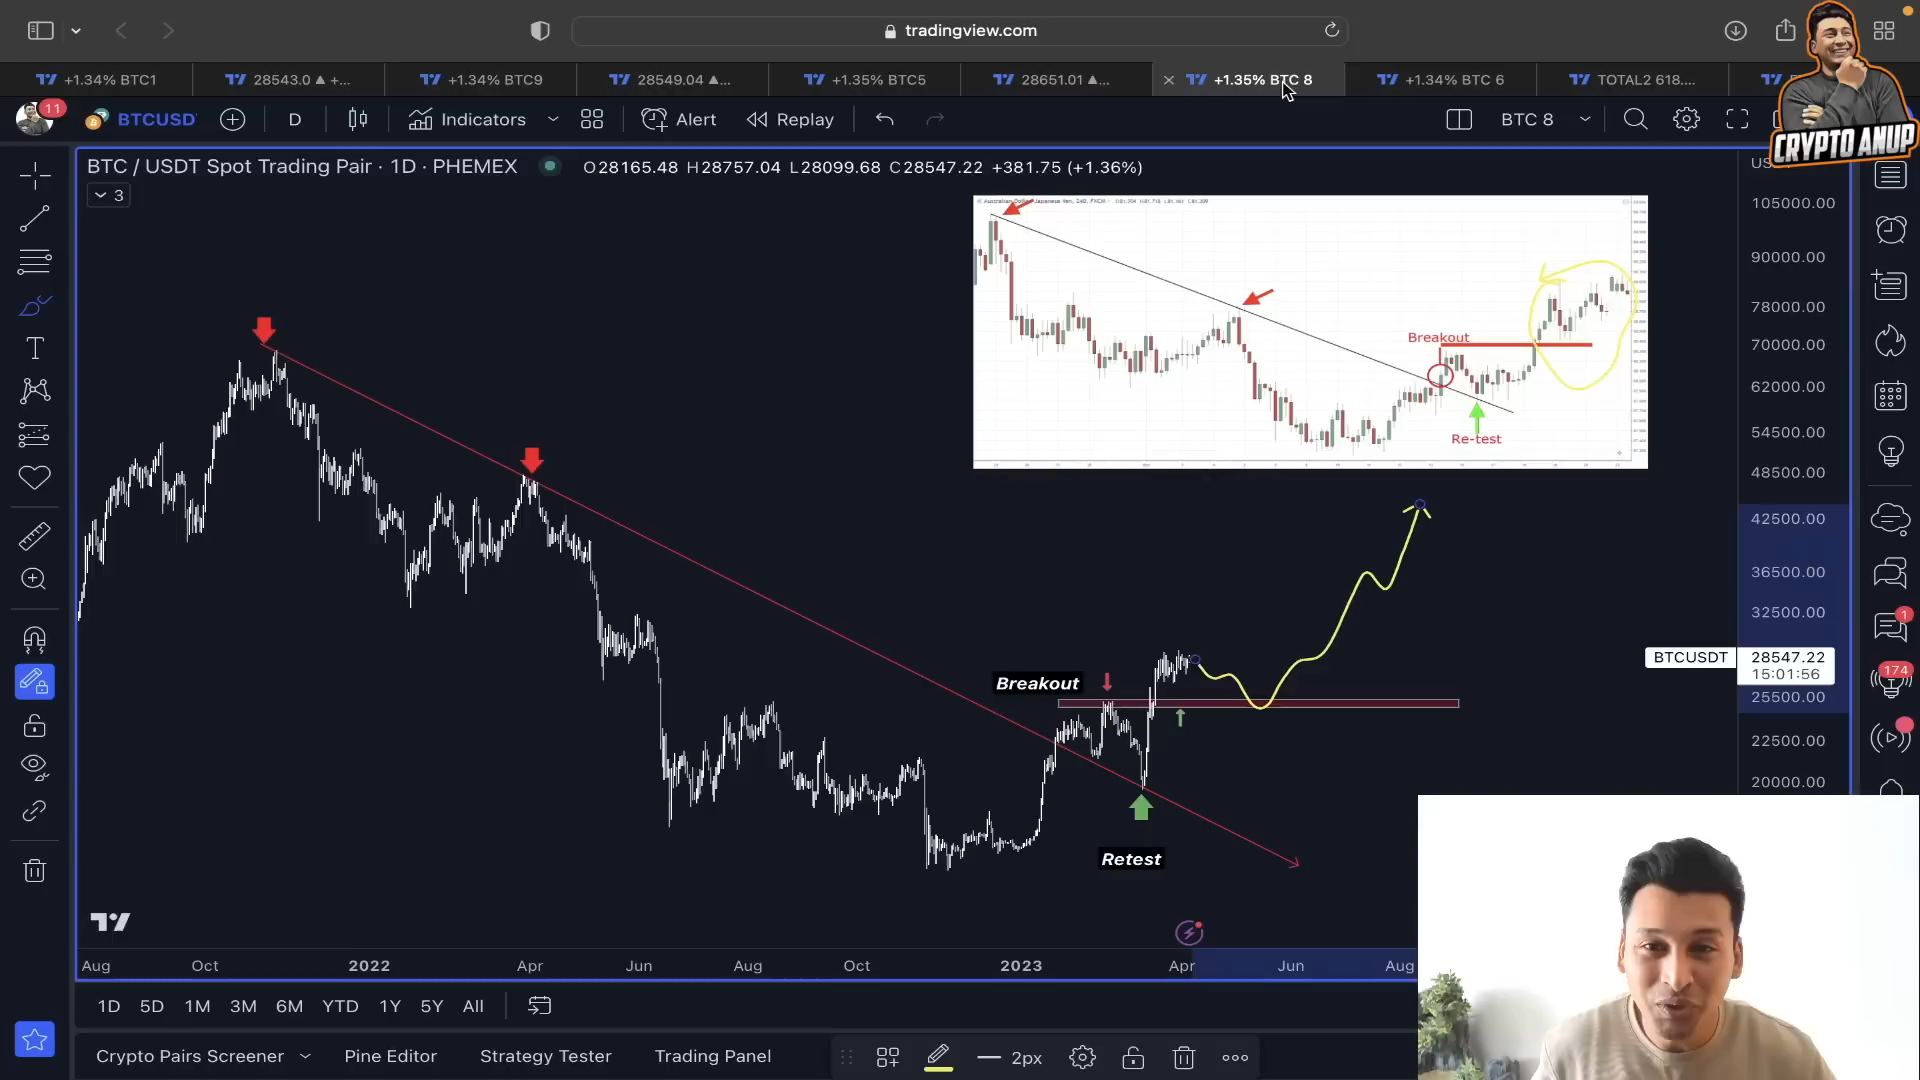 tradingview.com
+1.34% BTC1
28543.0 ▲ +...
+1.34% BTC9
28549.04 ▲...
+1.35% BTC5
28651.01 ▲...
+1.35% BTC 8
+1.34% BTC 6
TOTAL2 618....
CRYPTO ANUP
11
BTCUSD
D
Indicators
Alert
Replay
BTC 8
BTC / USDT Spot Trading Pair · 1D · PHEMEX
O28165.48 H28757.04 L28099.68 C28547.22 +381.75 (+1.36%)
3
Breakout
Re-test
105000.00
90000.00
78000.00
70000.00
62000.00
54500.00
48500.00
42500.00
36500.00
32500.00
BTCUSDT
28547.22
15:01:56
25500.00
22500.00
20000.00
1
174
Breakout
Retest
Aug
Oct
2022
Apr
Jun
Aug
Oct
2023
Apr
Jun
Aug
1D
5D
1M
3M
6M
YTD
1Y
5Y
All
Crypto Pairs Screener
Pine Editor
Strategy Tester
Trading Panel
2px